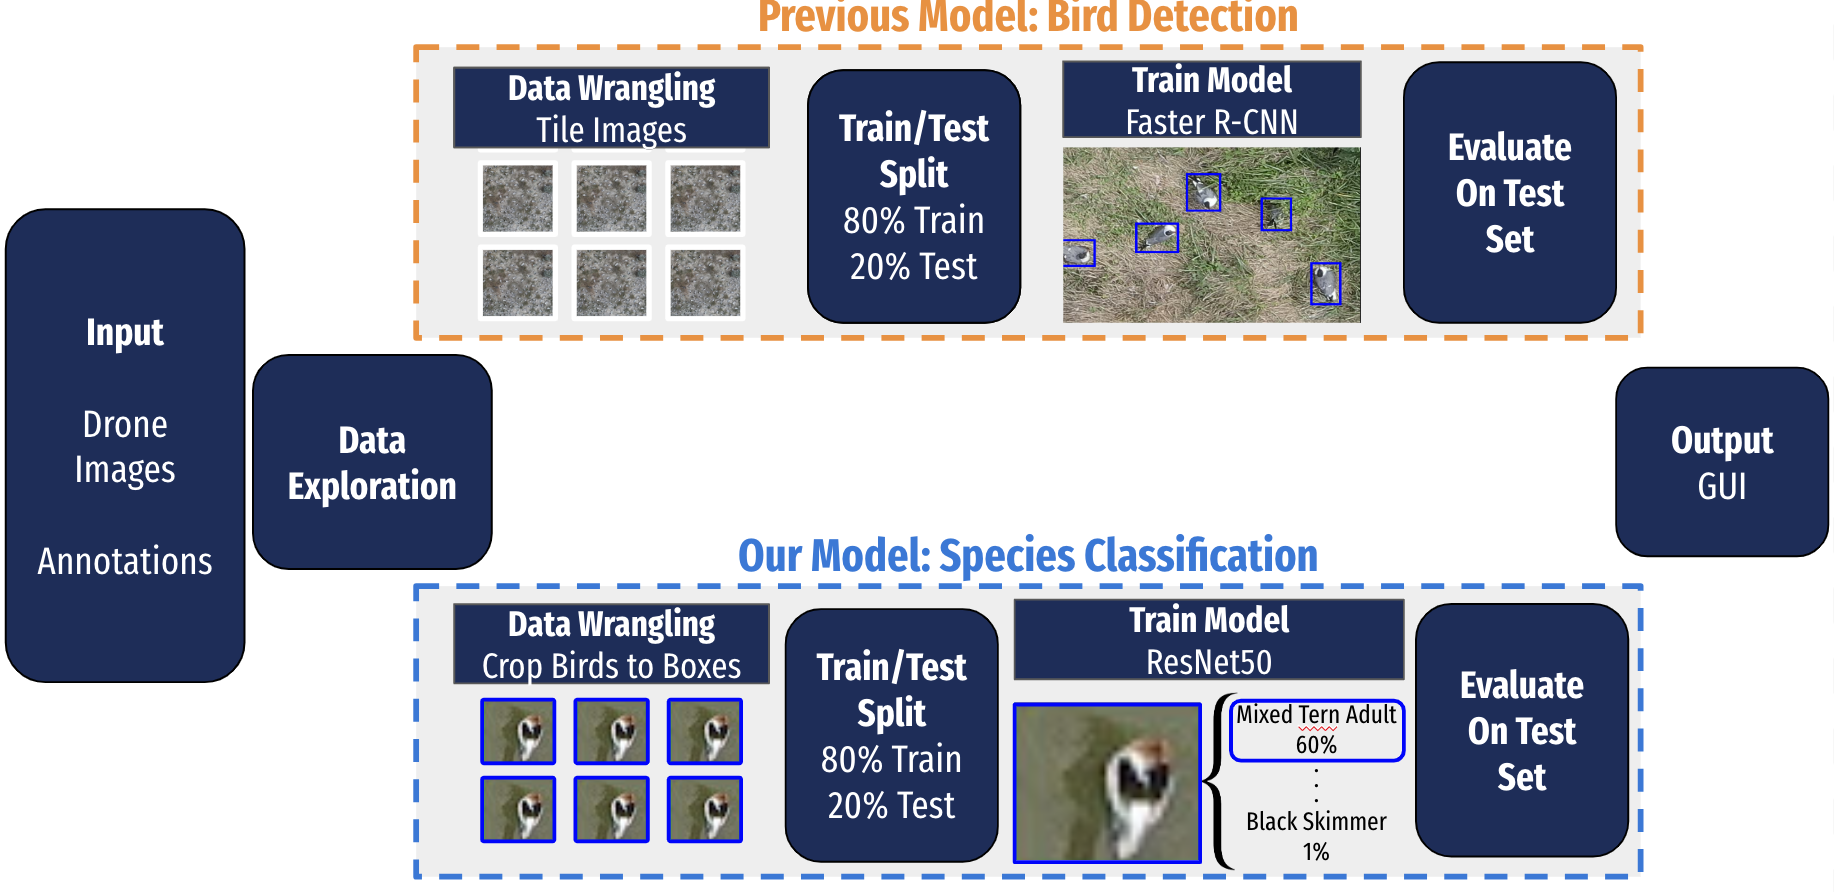 Previous Model: Bird Detection
Data Wrangling
Tile Images
Train/Test
Split
80% Train
20% Test
Train Model
Faster R-CNN
Evaluate
On Test
Set
Input
Drone
Images
Annotations
Data
Exploration
Output
GUI
Our Model: Species Classification
Data Wrangling
Crop Birds to Boxes
Train/Test
Split
80% Train
20% Test
Train Model
ResNet50
Mixed Tern Adult
60%
.
.
.
Black Skimmer
1%
Evaluate
On Test
Set